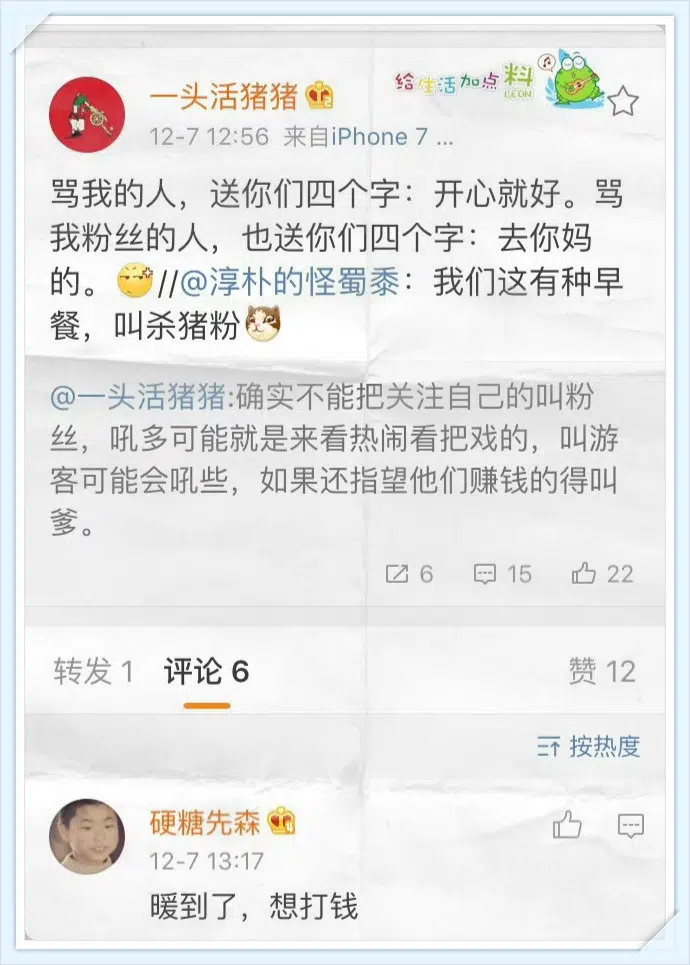 给生活加点料
LEON
一头活猪猪
12-7 12:56 来自iPhone 7 ...
骂我的人，送你们四个字：开心就好。骂
我粉丝的人，也送你们四个字：去你妈
的。//@淳朴的怪蜀黍：我们这有种早
餐，叫杀猪粉
@一头活猪猪:确实不能把关注自己的叫粉
丝，吼多可能就是来看热闹看把戏的，叫游
客可能会吼些，如果还指望他们赚钱的得叫
爹。
6 15 22
转发 1 评论 6 赞 12
按热度
硬糖先森
12-7 13:17
暖到了，想打钱